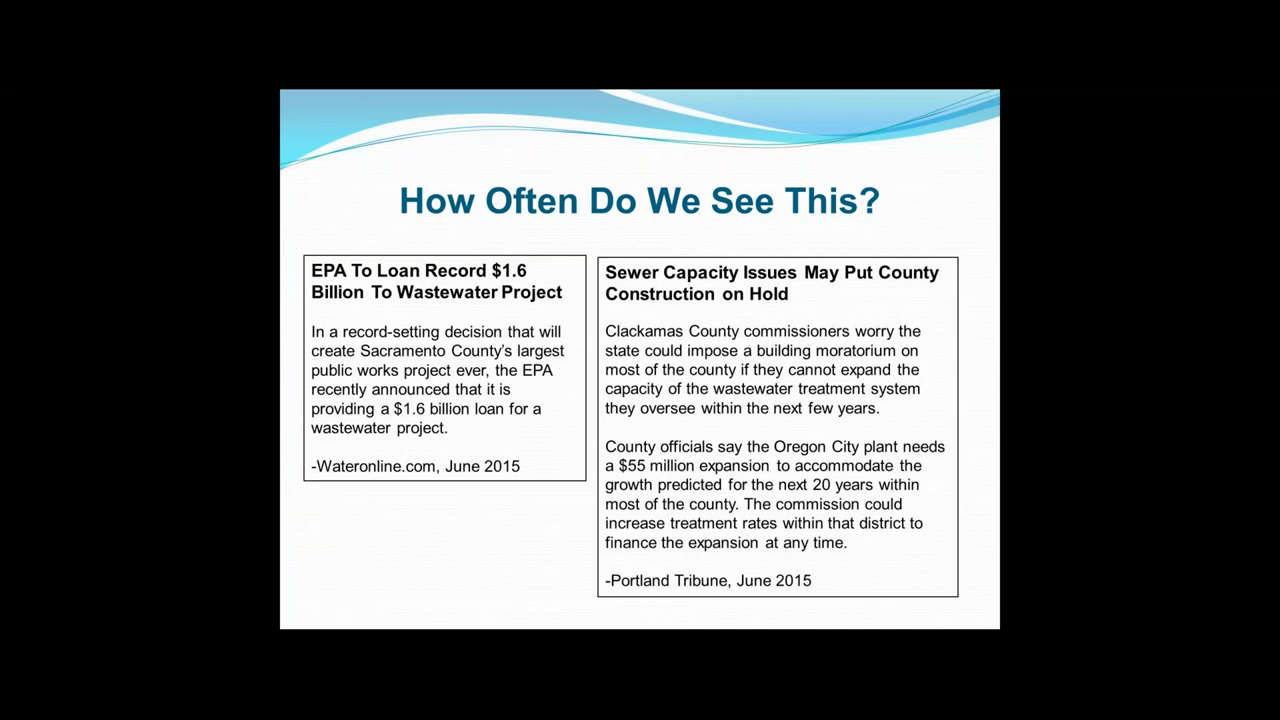 How Often Do We See This?
EPA To Loan Record $1.6
Billion To Wastewater Project
In a record-setting decision that will
create Sacramento County's largest
public works project ever, the EPA
recently announced that it is
providing a $1.6 billion loan for a
wastewater project.
-Wateronline.com, June 2015
Sewer Capacity Issues May Put County
Construction on Hold
Clackamas County commissioners worry the
state could impose a building moratorium on
most of the county if they cannot expand the
capacity of the wastewater treatment system
they oversee within the next few years.
County officials say the Oregon City plant needs
a $55 million expansion to accommodate the
growth predicted for the next 20 years within
most of the county. The commission could
increase treatment rates within that district to
finance the expansion at any time.
-Portland Tribune, June 2015